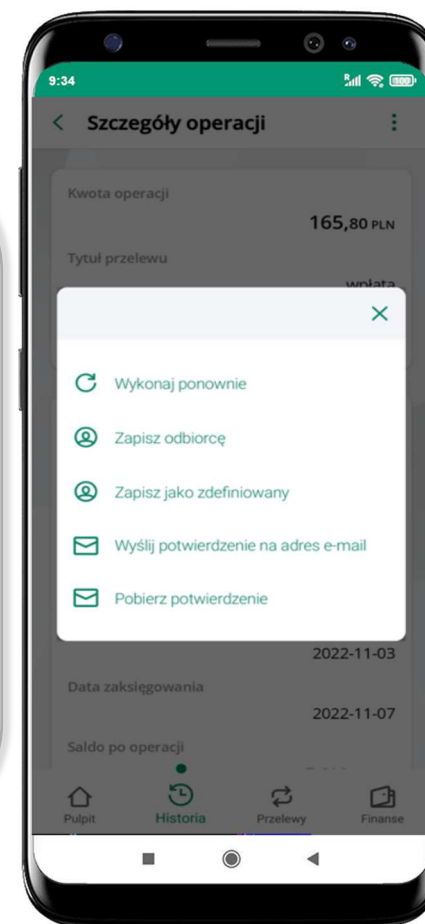 9:34
100
Szczegóły operacji
Kwota operacji
165,80 PLN
Tytuł przelewu
wpłata
Wykonaj ponownie
Zapisz odbiorcę
Zapisz jako zdefiniowany
Wyślij potwierdzenie na adres e-mail
Pobierz potwierdzenie
2022-11-03
Data zaksięgowania
2022-11-07
Saldo po operacji
Pulpit Historia Przelewy Finanse